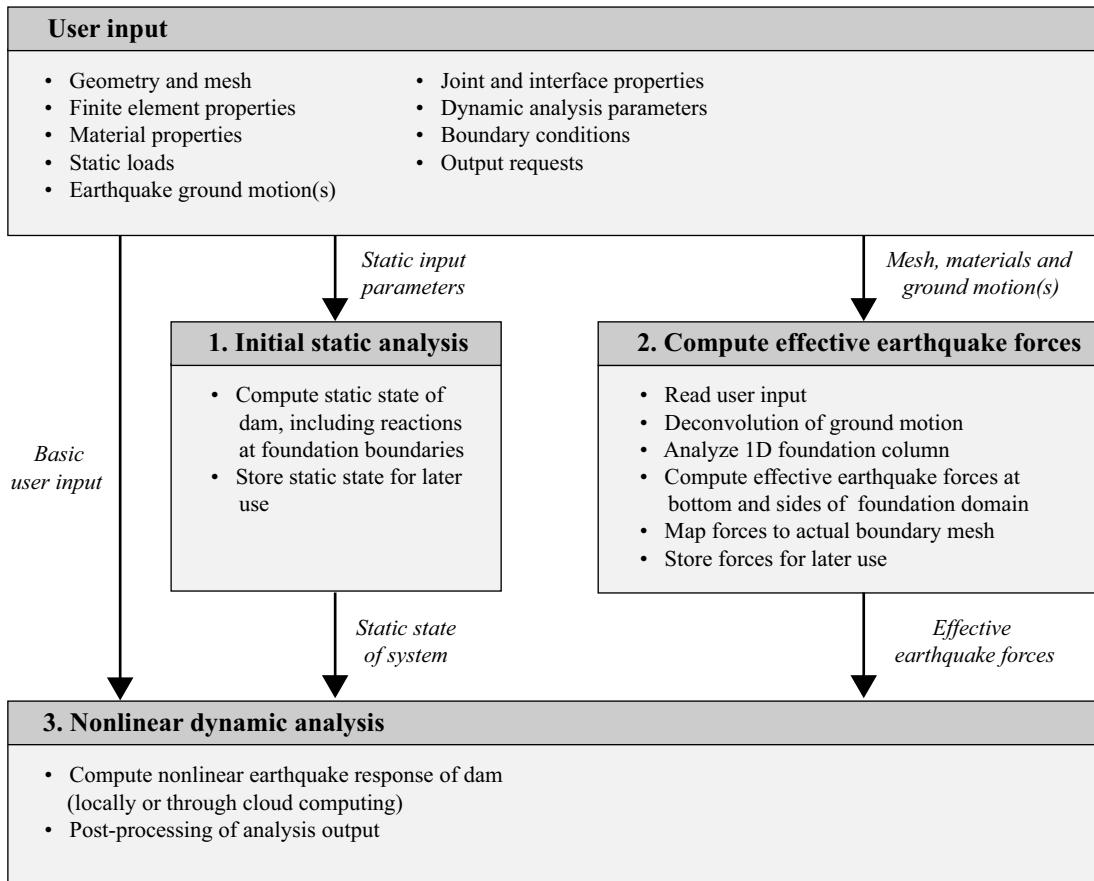 User input
• Geometry and mesh
• Finite element properties
• Material properties
• Static loads
• Earthquake ground motion(s)
• Joint and interface properties
• Dynamic analysis parameters
• Boundary conditions
• Output requests
Basic
user input
Static input
parameters
Mesh, materials and
ground motion(s)
1. Initial static analysis
• Compute static state of
dam, including reactions
at foundation boundaries
• Store static state for later
use
2. Compute effective earthquake forces
• Read user input
• Deconvolution of ground motion
• Analyze 1D foundation column
• Compute effective earthquake forces at
bottom and sides of foundation domain
• Map forces to actual boundary mesh
• Store forces for later use
Static state
of system
Effective
earthquake forces
3. Nonlinear dynamic analysis
• Compute nonlinear earthquake response of dam
(locally or through cloud computing)
• Post-processing of analysis output